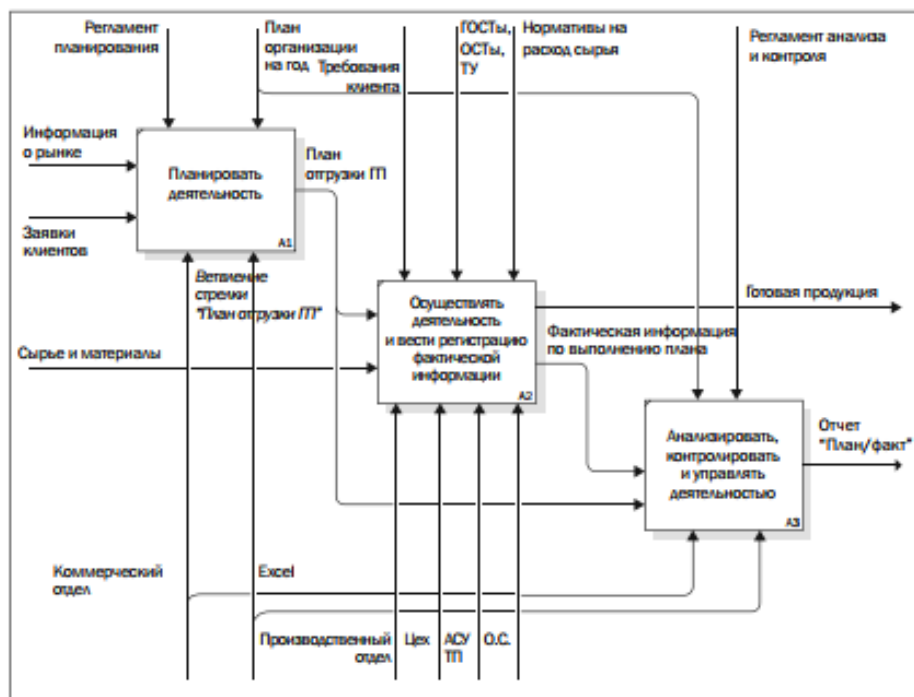 Регламент
планирования
План
организации
на год
Требования
клиента
ГОСТы,
ОСТы,
ТУ
Нормативы на
расход сырья
Регламент анализа
и контроля
Информация
о рынке
Планировать
деятельность
А1
План
отгрузки ГП
Заявки
клиентов
Ветвление
стрелки
"План отгрузки ГП"
Осуществлять
деятельность
и вести регистрацию
фактической
информации
А2
Готовая продукция
Фактическая информация
по выполнению плана
Сырье и материалы
Анализировать,
контролировать
и управлять
деятельностью
А3
Отчет
"План/факт"
Коммерческий
отдел
Excel
Производственный
отдел
Цех
АСУ
ТП
О.С.